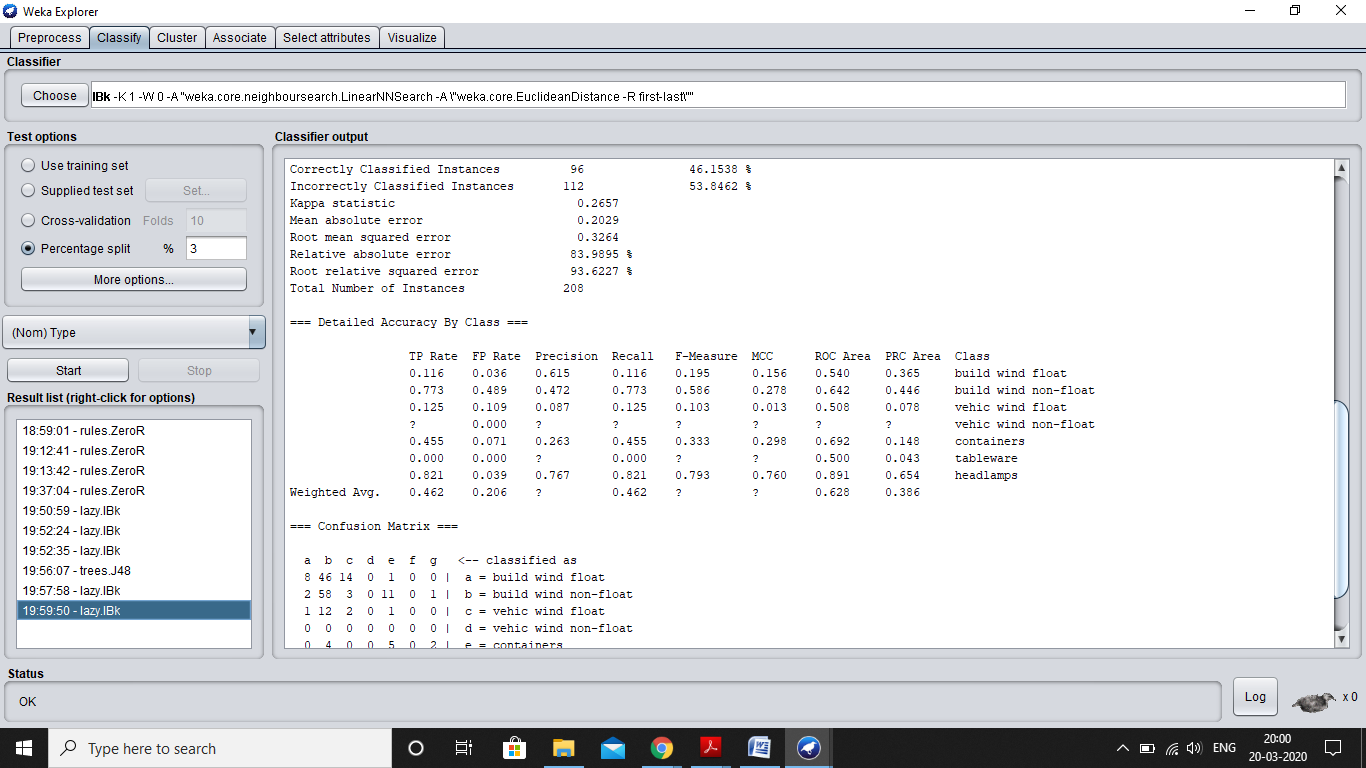 Weka Explorer
Preprocess Classify Cluster Associate Select attributes Visualize
Classifier
Choose IBk -K 1 -W 0 -A "weka.core.neighboursearch.LinearNNSearch -A \"weka.core.EuclideanDistance -R first-last\""
Test options
Use training set
Supplied test set Set...
Cross-validation Folds 10
Percentage split % 3
More options...
(Nom) Type
Start Stop
Result list (right-click for options)
18:59:01 - rules.ZeroR
19:12:41 - rules.ZeroR
19:13:42 - rules.ZeroR
19:37:04 - rules.ZeroR
19:50:59 - lazy.IBk
19:52:24 - lazy.IBk
19:52:35 - lazy.IBk
19:56:07 - trees.J48
19:57:58 - lazy.IBk
19:59:50 - lazy.IBk
Classifier output
Correctly Classified Instances 96 46.1538 %
Incorrectly Classified Instances 112 53.8462 %
Kappa statistic 0.2657
Mean absolute error 0.2029
Root mean squared error 0.3264
Relative absolute error 83.9895 %
Root relative squared error 93.6227 %
Total Number of Instances 208
=== Detailed Accuracy By Class ===
TP Rate FP Rate Precision Recall F-Measure MCC ROC Area PRC Area Class
0.116 0.036 0.615 0.116 0.195 0.156 0.540 0.365 build wind float
0.773 0.489 0.472 0.773 0.586 0.278 0.642 0.446 build wind non-float
0.125 0.109 0.087 0.125 0.103 0.013 0.508 0.078 vehic wind float
? 0.000 ? ? ? ? ? ? vehic wind non-float
0.455 0.071 0.263 0.455 0.333 0.298 0.692 0.148 containers
0.000 0.000 ? 0.000 ? ? 0.500 0.043 tableware
0.821 0.039 0.767 0.821 0.793 0.760 0.891 0.654 headlamps
Weighted Avg. 0.462 0.206 ? 0.462 ? ? 0.628 0.386
=== Confusion Matrix ===
a b c d e f g <-- classified as
8 46 14 0 1 0 0 | a = build wind float
2 58 3 0 11 0 1 | b = build wind non-float
1 12 2 0 1 0 0 | c = vehic wind float
0 0 0 0 0 0 0 | d = vehic wind non-float
0 4 0 0 5 0 2 | e = containers
Status
OK
Log
x 0
Type here to search
ENG
20:00
20-03-2020